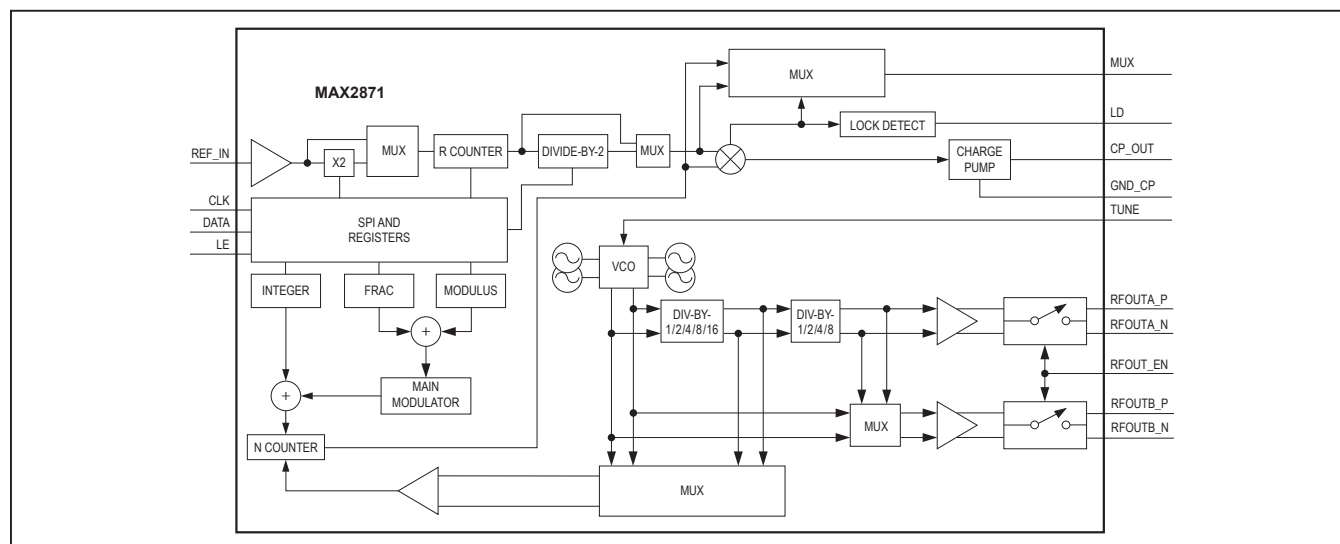 MAX2871
REF_IN
X2
MUX
R COUNTER
DIVIDE-BY-2
MUX
MUX
LOCK DETECT
CHARGE
PUMP
MUX
LD
CP_OUT
GND_CP
TUNE
CLK
DATA
LE
SPI AND
REGISTERS
INTEGER
FRAC
MODULUS
+
+
MAIN
MODULATOR
N COUNTER
VCO
DIV-BY-
1/2/4/8/16
DIV-BY-
1/2/4/8
MUX
MUX
RFOUTA_P
RFOUTA_N
RFOUT_EN
RFOUTB_P
RFOUTB_N